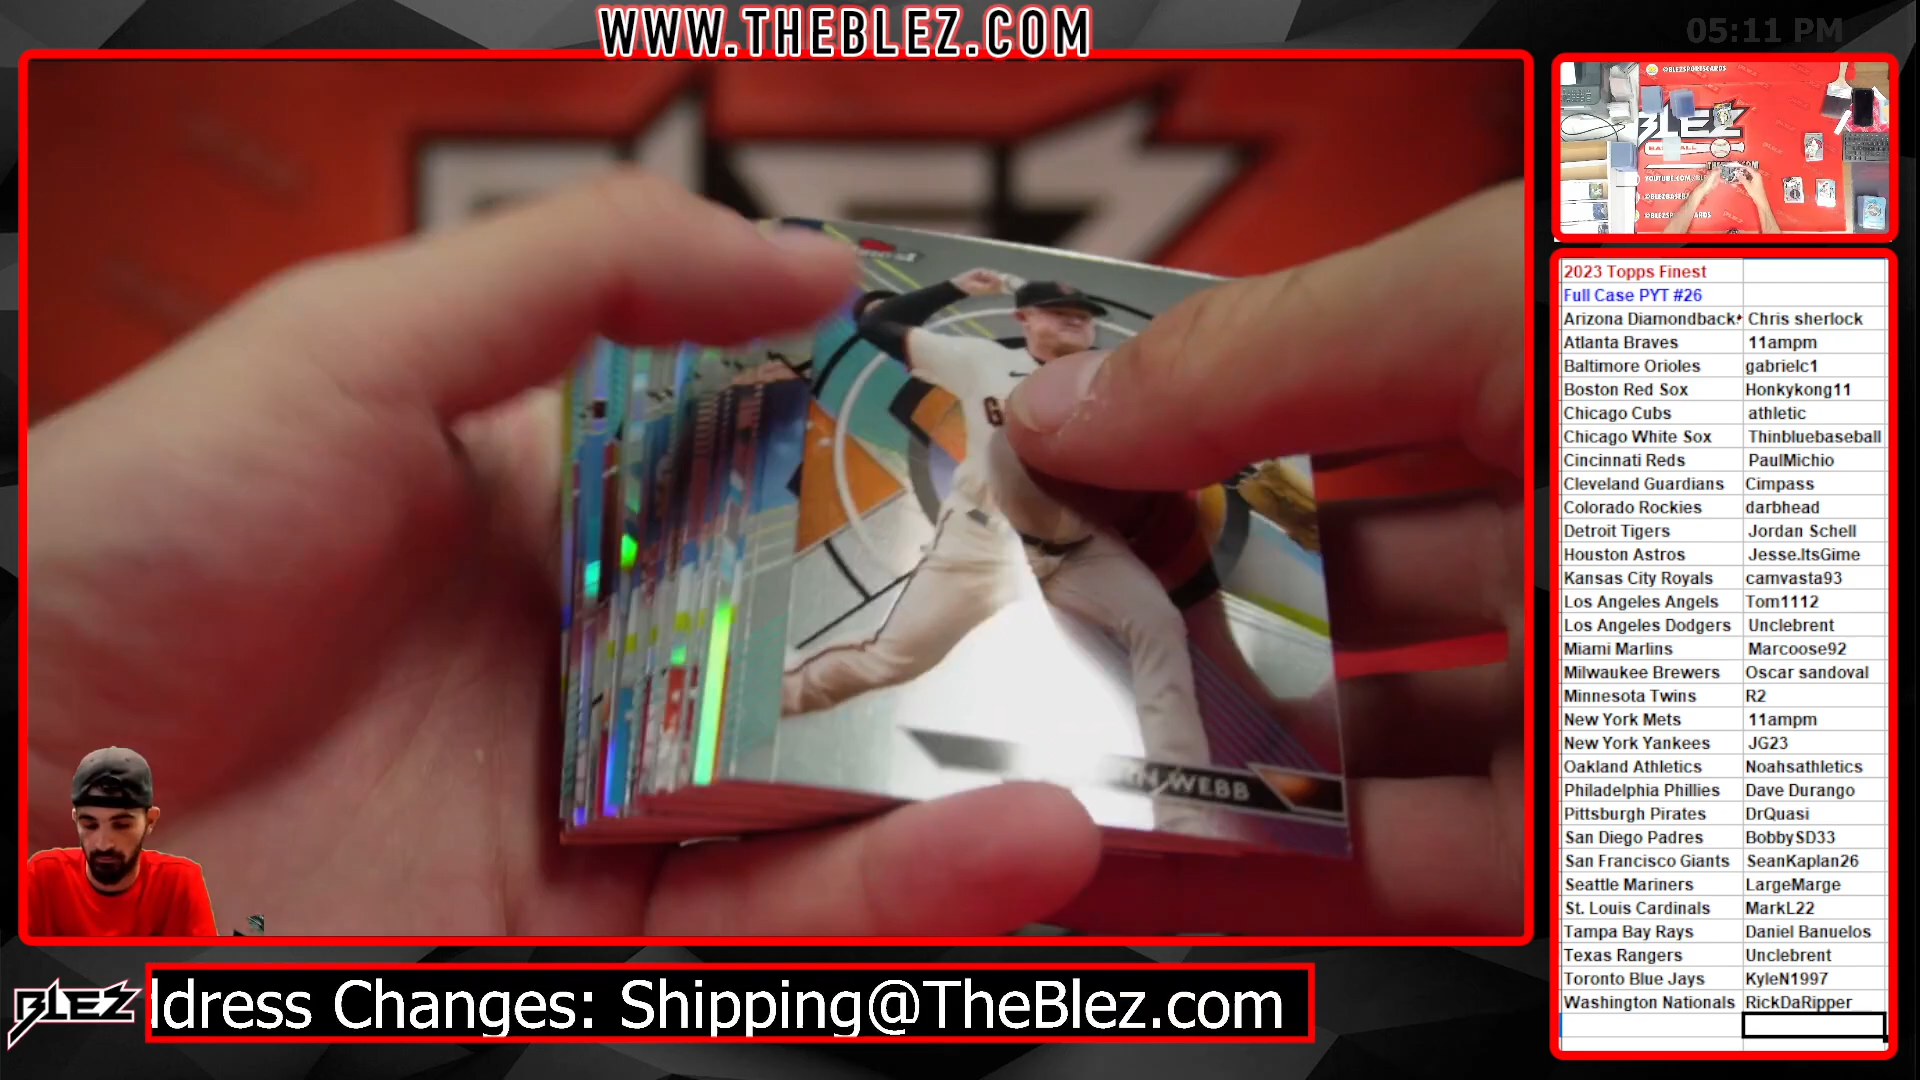 WWW.THEBLEZ.COM
05:11 PM
@BLEZSPORTSCARDS
BLEZ
WEBB
2023 Topps Finest
Full Case PYT #26
Arizona Diamondback Chris sherlock
Atlanta Braves 11ampm
Baltimore Orioles gabrielc1
Boston Red Sox Honkykong11
Chicago Cubs athletic
Chicago White Sox Thinbluebaseball
Cincinnati Reds PaulMichio
Cleveland Guardians Cimpass
Colorado Rockies darbhead
Detroit Tigers Jordan Schell
Houston Astros Jesse.ItsGime
Kansas City Royals camvasta93
Los Angeles Angels Tom1112
Los Angeles Dodgers Unclebrent
Miami Marlins Marcoose92
Milwaukee Brewers Oscar sandoval
Minnesota Twins R2
New York Mets 11ampm
New York Yankees JG23
Oakland Athletics Noahsathletics
Philadelphia Phillies Dave Durango
Pittsburgh Pirates DrQuasi
San Diego Padres BobbySD33
San Francisco Giants SeanKaplan26
Seattle Mariners LargeMarge
St. Louis Cardinals MarkL22
Tampa Bay Rays Daniel Banuelos
Texas Rangers Unclebrent
Toronto Blue Jays KyleN1997
Washington Nationals RickDaRipper
BLEZ
ldress Changes: Shipping@TheBlez.com